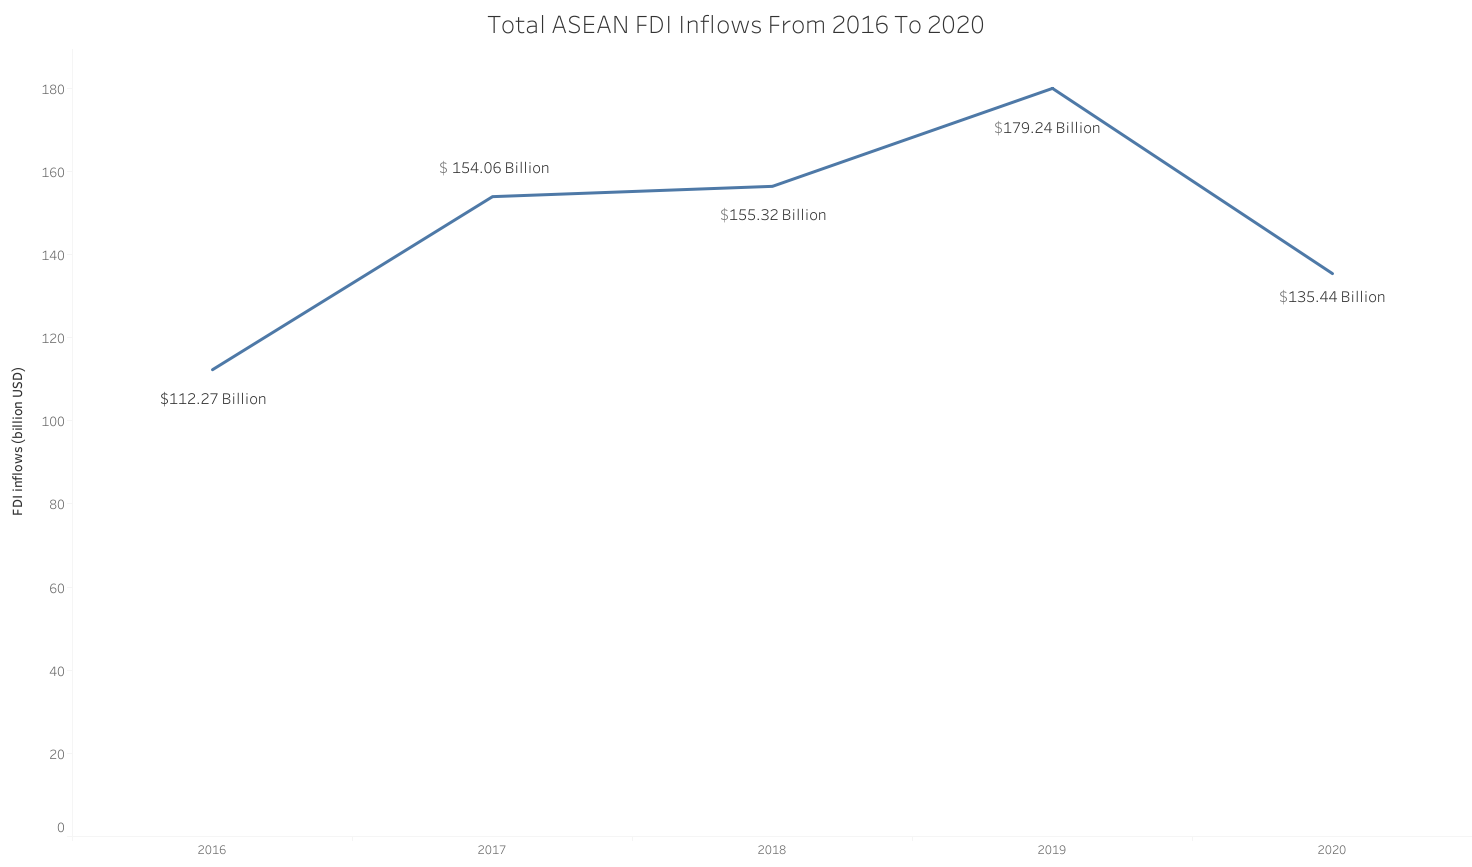 Total ASEAN FDI Inflows From 2016 To 2020
FDI inflows (billion USD)
180
160
140
120
100
80
60
40
20
0
$112.27 Billion
$ 154.06 Billion
$155.32 Billion
$179.24 Billion
$135.44 Billion
2016
2017
2018
2019
2020